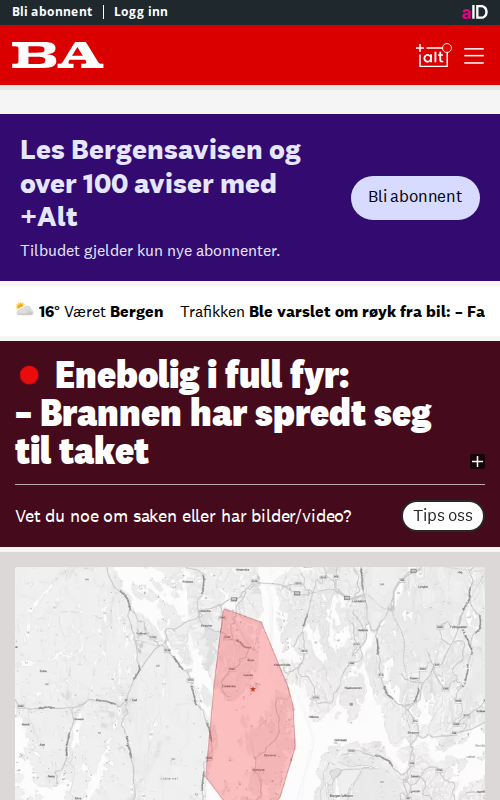 Bli abonnent
Logg inn
aID
BA
+alt
Les Bergensavisen og
over 100 aviser med
+Alt
Tilbudet gjelder kun nye abonnenter.
Bli abonnent
16° Været Bergen
Trafikken Ble varslet om røyk fra bil: – Fa
Enebolig i full fyr:
– Brannen har spredt seg
til taket
Vet du noe om saken eller har bilder/video?
Tips oss